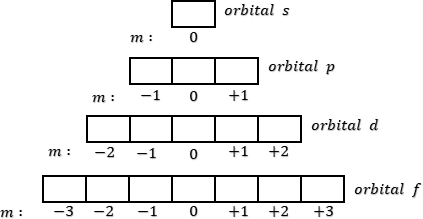 orbital s
m : 0
orbital p
m : −1 0 +1
orbital d
m : −2 −1 0 +1 +2
orbital f
m : −3 −2 −1 0 +1 +2 +3